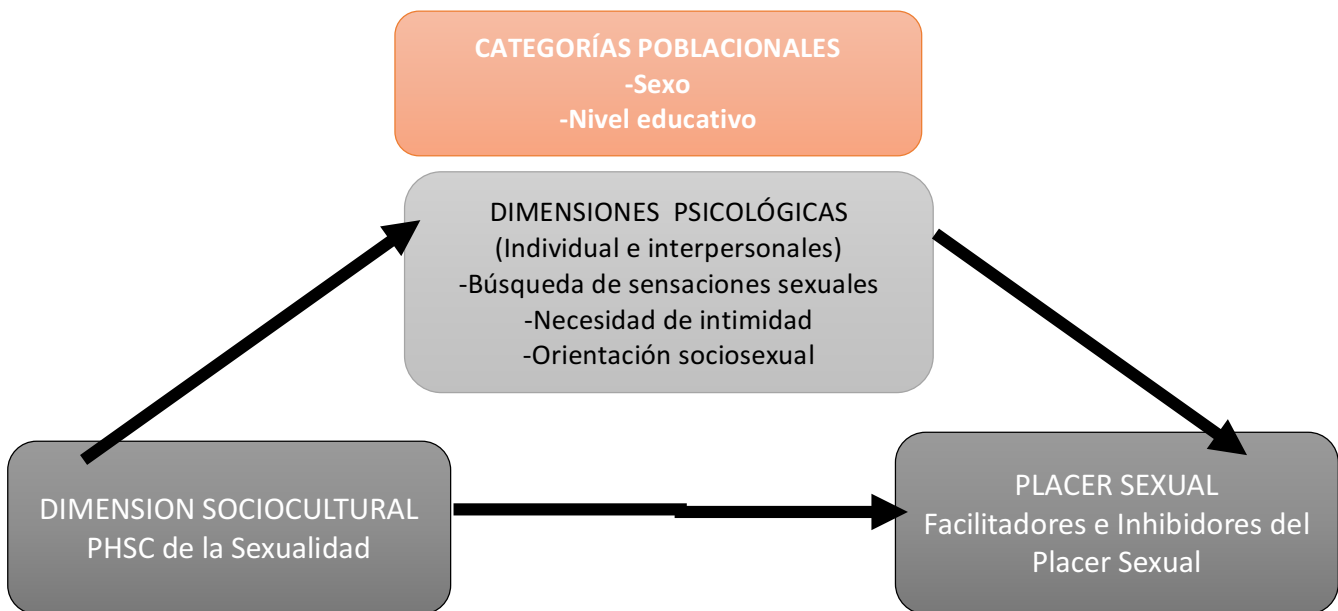 CATEGORÍAS POBLACIONALES
-Sexo
-Nivel educativo
DIMENSIONES PSICOLÓGICAS
(Individual e interpersonales)
-Búsqueda de sensaciones sexuales
-Necesidad de intimidad
-Orientación sociosexual
DIMENSION SOCIOCULTURAL
PHSC de la Sexualidad
PLACER SEXUAL
Facilitadores e Inhibidores del
Placer Sexual